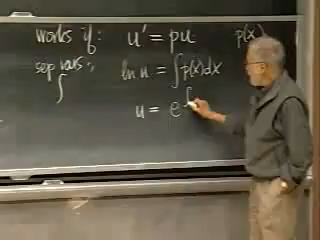 works if: u' = pu p(x)
sep vars:, ln u = ∫p(x)dx
∫ u = e^∫